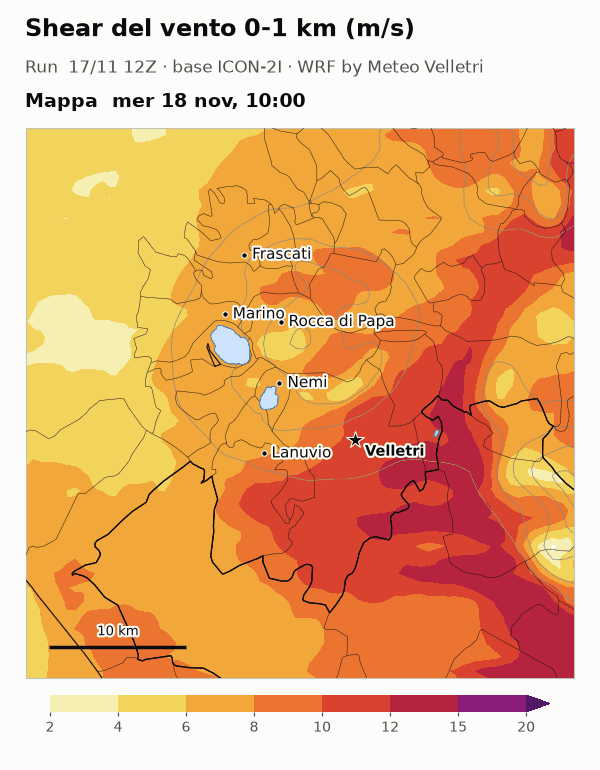 Shear del vento 0-1 km (m/s)
Run 17/11 12Z · base ICON-2I · WRF by Meteo Velletri
Mappa mer 18 nov, 10:00
Frascati
Marino
Rocca di Papa
Nemi
Velletri
Lanuvio
10 km
2 4 6 8 10 12 15 20